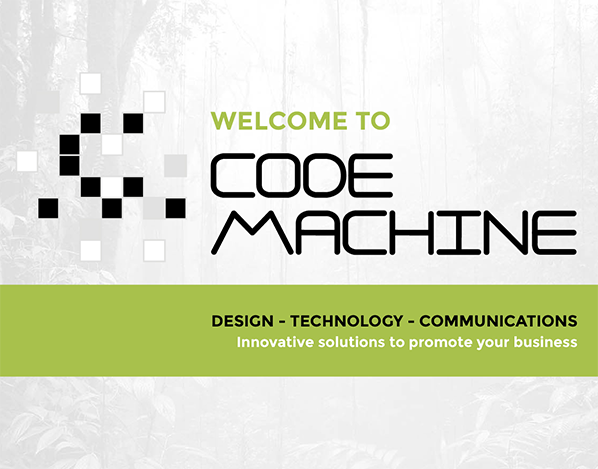 WELCOME TO
CODE
MACHINE
DESIGN - TECHNOLOGY - COMMUNICATIONS
Innovative solutions to promote your business